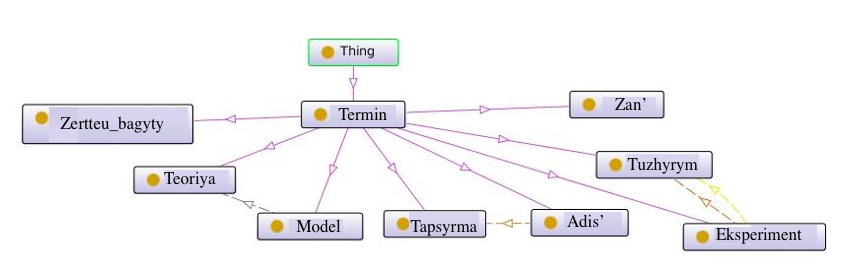 Thing
Termin
Zan’
Zertteu_bagyty
Tuzhyrym
Teoriya
Model
Tapsyrma
Adis’
Eksperiment